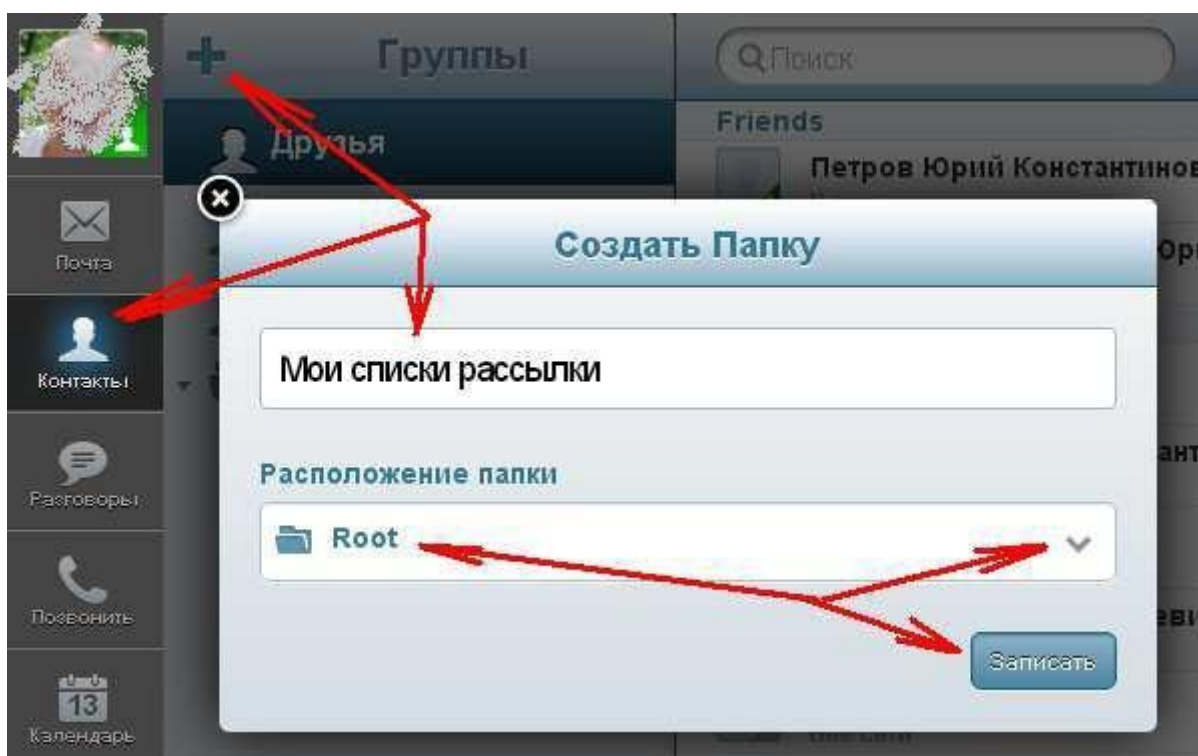 Группы
Поиск
Друзья
Friends
Петров Юрий Константинов
Почта
Контакты
Разговоры
Позвонить
13
Календарь
Создать Папку
Мои списки рассылки
Расположение папки
Root
Записать